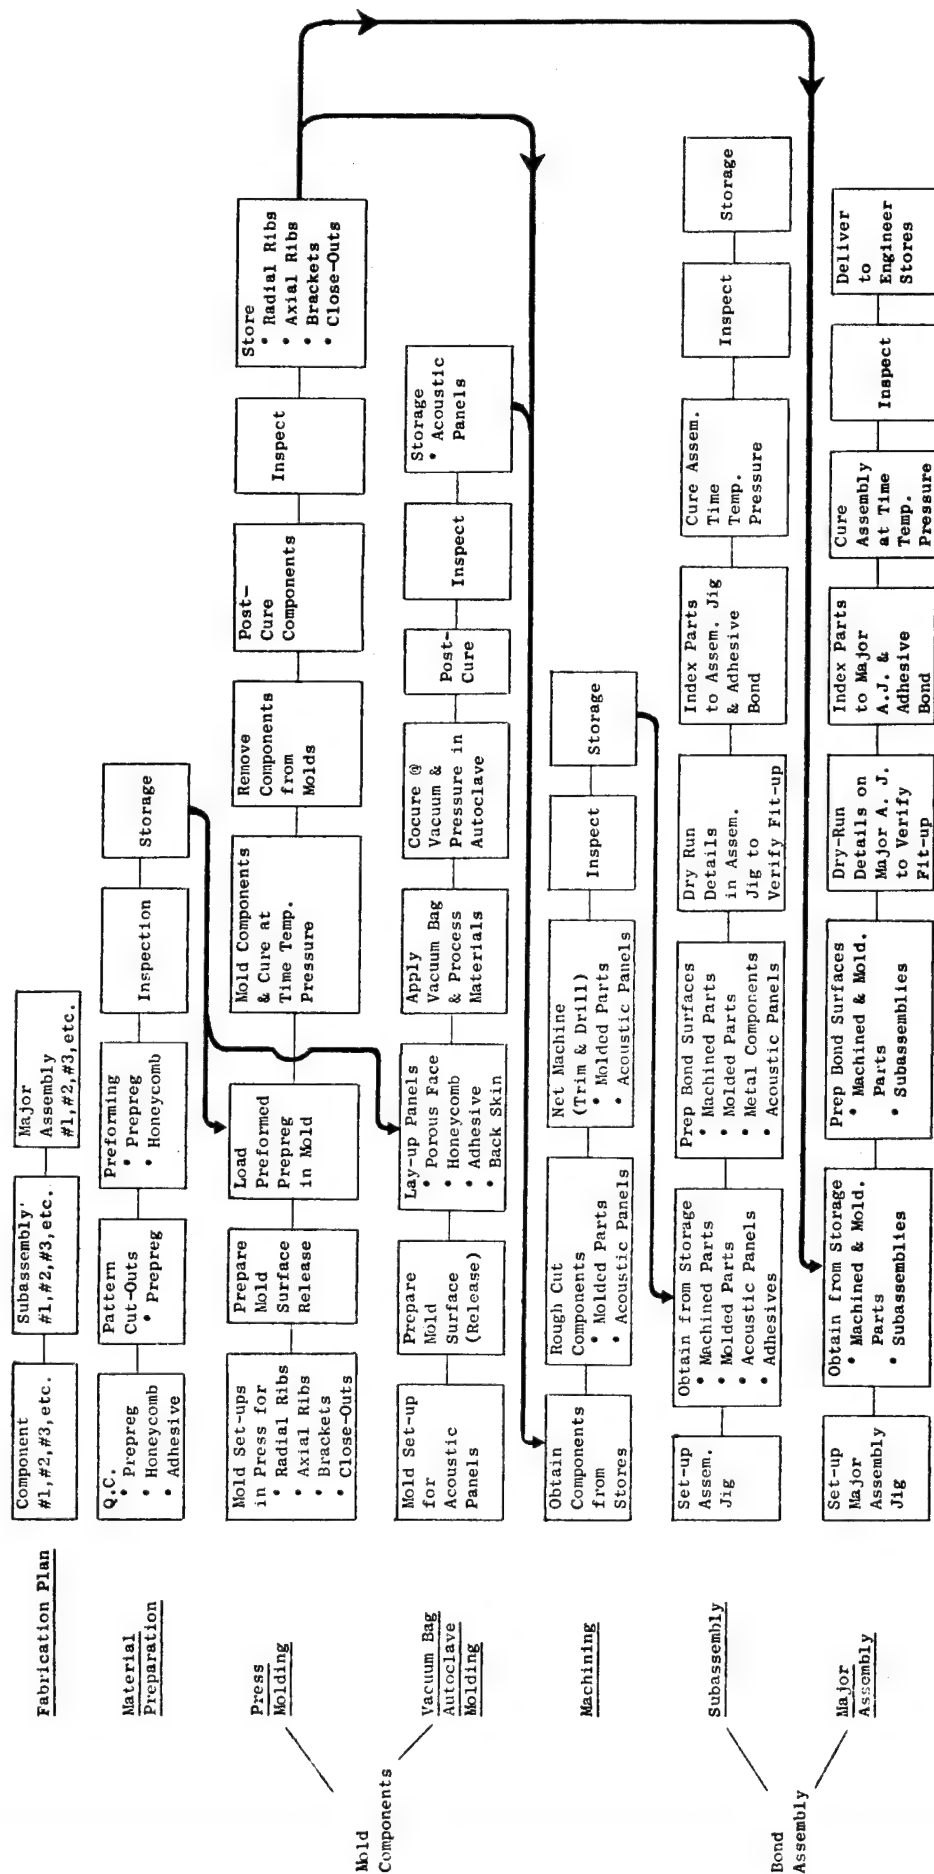 Fabrication Plan
Component
#1,#2,#3,etc.
Subassembly
#1,#2,#3,etc.
Major
Assembly
#1,#2,#3,etc.
Material
Preparation
Q.C.
• Prepreg
• Honeycomb
• Adhesive
Pattern
Cut-Outs
• Prepreg
Preforming
• Prepreg
• Honeycomb
Inspection
Storage
Mold
Components
Press
Molding
Mold Set-ups
in Press for
• Radial Ribs
• Axial Ribs
• Brackets
• Close-Outs
Prepare
Mold
Surface
Release
Load
Preformed
Prepreg
in Mold
Mold Components
& Cure at
Time Temp.
Pressure
Remove
Components
from
Molds
Post-
Cure
Components
Inspect
Store
• Radial Ribs
• Axial Ribs
• Brackets
• Close-Outs
Vacuum Bag
Autoclave
Molding
Mold Set-up
for
Acoustic
Panels
Prepare
Mold
Surface
(Release)
Lay-up Panels
• Porous Face
• Honeycomb
• Adhesive
• Back Skin
Apply
Vacuum Bag
& Process
Materials
Cocure @
Vacuum &
Pressure in
Autoclave
Post-
Cure
Inspect
Storage
• Acoustic
Panels
Machining
Obtain
Components
from
Stores
Rough Cut
Components
• Molded Parts
• Acoustic Panels
Net Machine
(Trim & Drill)
• Molded Parts
• Acoustic Panels
Inspect
Storage
Bond
Assembly
Subassembly
Set-up
Assem.
Jig
Obtain from Storage
• Machined Parts
• Molded Parts
• Acoustic Panels
• Adhesives
Prep Bond Surfaces
• Machined Parts
• Molded Parts
• Metal Components
• Acoustic Panels
Dry Run
Details
in Assem.
Jig to
Verify Fit-up
Index Parts
to Assem. Jig
& Adhesive
Bond
Cure Assem.
Time
Temp.
Pressure
Inspect
Storage
Major
Assembly
Set-up
Major
Assembly
Jig
Obtain from Storage
• Machined & Mold.
Parts
• Subassemblies
Prep Bond Surfaces
• Machined & Mold.
Parts
• Subassemblies
Dry-Run
Details on
Major A. J.
to Verify
Fit-up
Index Parts
to Major
A.J. &
Adhesive
Bond
Cure
Assembly
at Time
Temp.
Pressure
Inspect
Deliver
to
Engineer
Stores